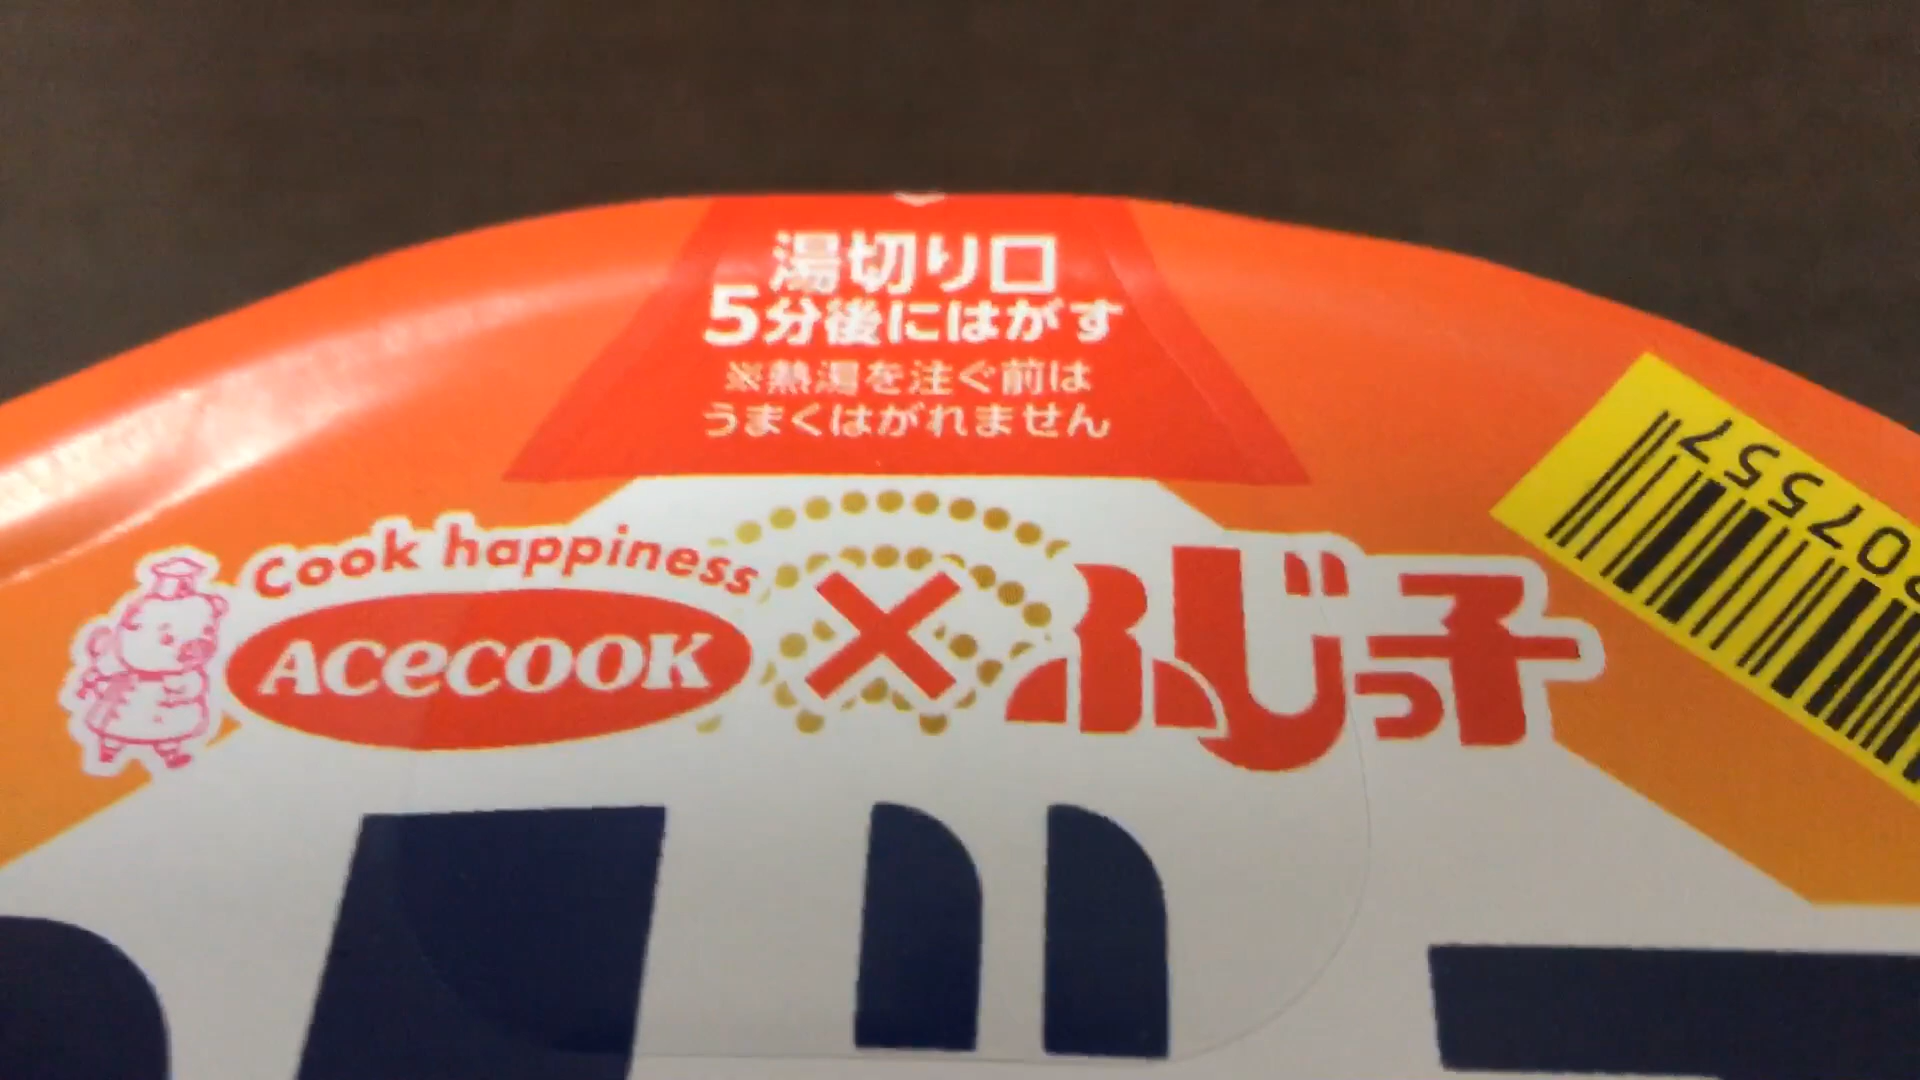 湯切り口
5分後にはがす
※熱湯を注ぐ前は
うまくはがれません
Cook happiness
ACECOOK × ふじっ子
07557